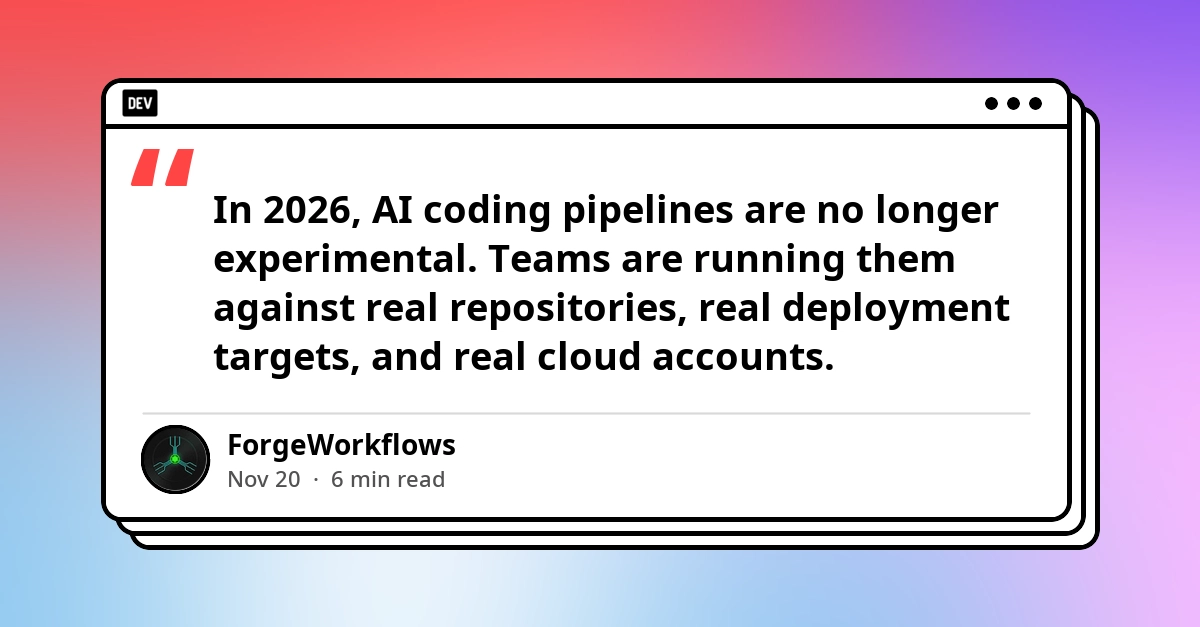 DEV
“
In 2026, AI coding pipelines are no longer
experimental. Teams are running them
against real repositories, real deployment
targets, and real cloud accounts.
ForgeWorkflows
Nov 20 · 6 min read